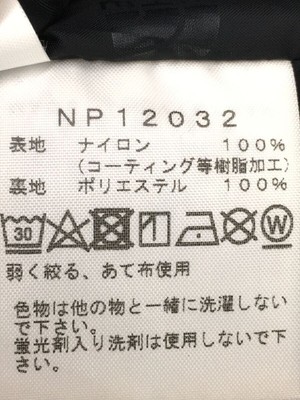 NP12032
表地 ナイロン 100%
(コーティング等樹脂加工)
裏地 ポリエステル 100%
30 W
弱く絞る、あて布使用
色物は他の物と一緒に洗濯しない
で下さい。
蛍光剤入り洗剤は使用しないで下
さい。